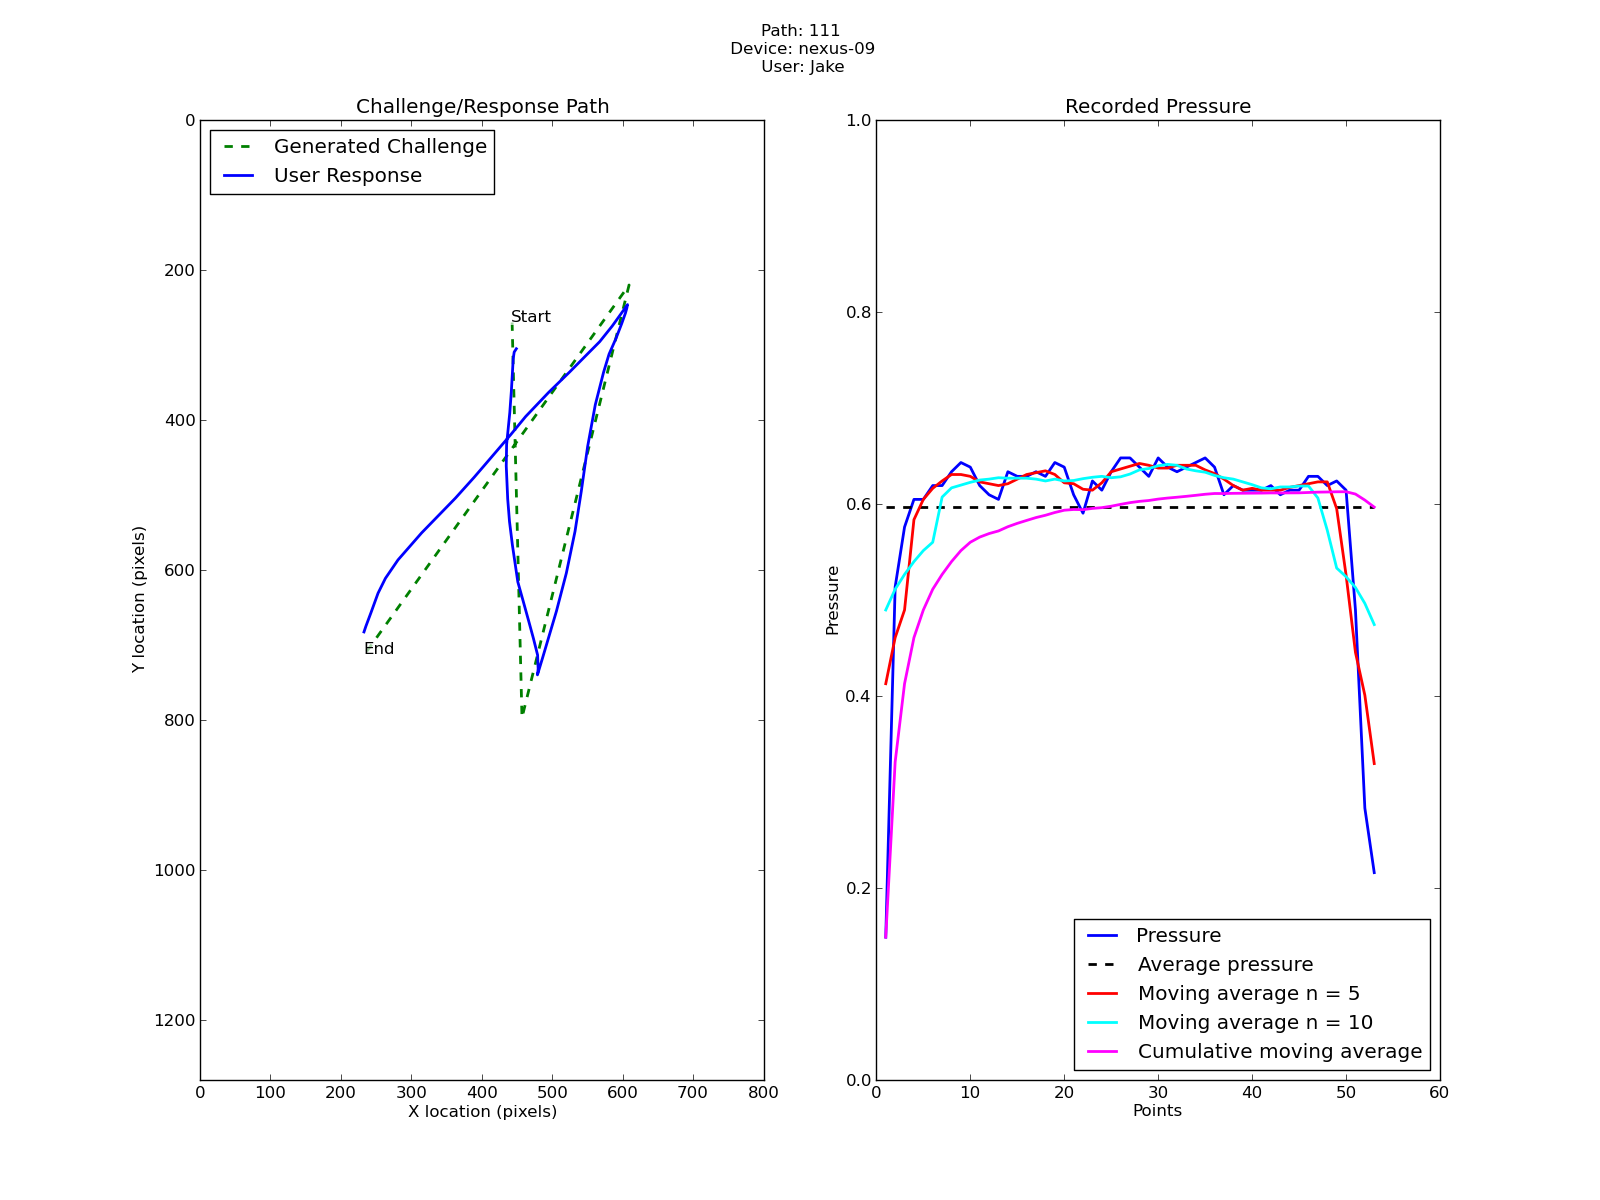 Path: 111
Device: nexus-09
User: Jake
Challenge/Response Path
0
200
400
600
800
1000
1200
Y location (pixels)
Generated Challenge
User Response
Start
End
0 100 200 300 400 500 600 700 800
X location (pixels)
Recorded Pressure
1.0
0.8
0.6
0.4
0.2
0.0
Pressure
Pressure
Average pressure
Moving average n = 5
Moving average n = 10
Cumulative moving average
0 10 20 30 40 50 60
Points